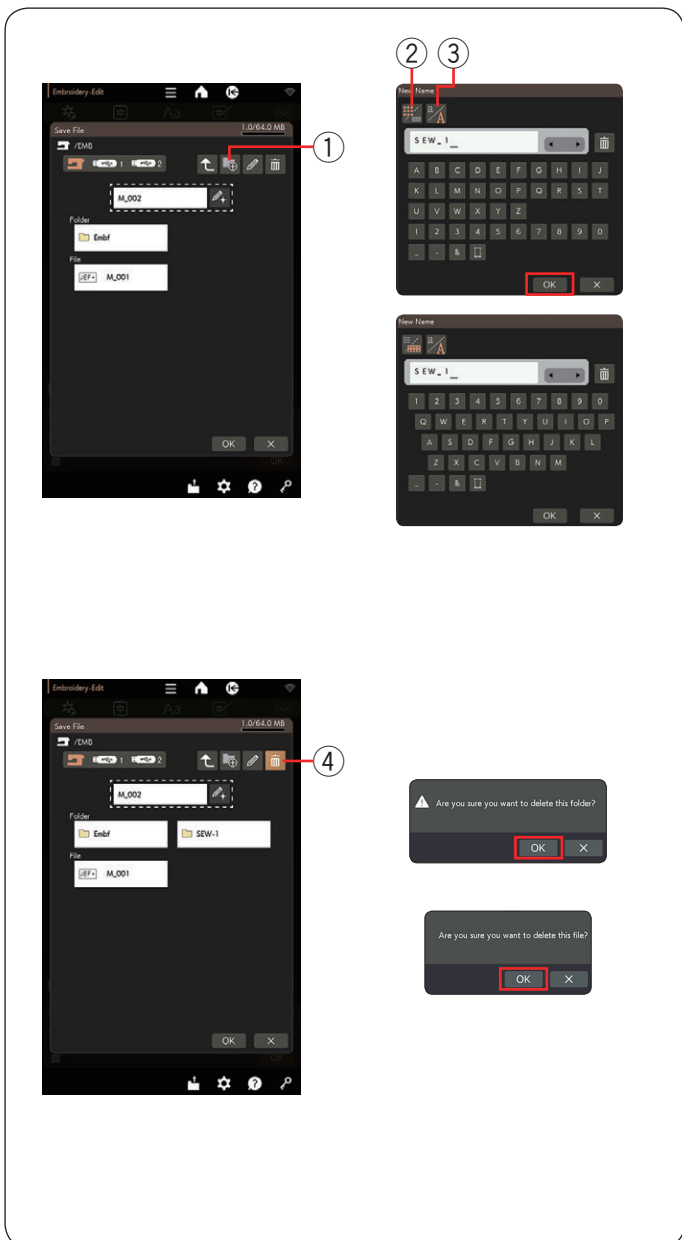 ② ③
①
Embroidery-Edit
Save File 1.0/64.0 MB
/EMB
1 2
M_002
Folder
Embf
File
JEF+ M_001
OK ×
New Name
a/A
SEW_1_
A B C D E F G H I J
K L M N O P Q R S T
U V W X Y Z
1 2 3 4 5 6 7 8 9 0
_ - &
OK ×
New Name
a/A
SEW_1_
1 2 3 4 5 6 7 8 9 0
Q W E R T Y U I O P
A S D F G H J K L
Z X C V B N M
_ - &
OK ×
④
Embroidery-Edit
Save File 1.0/64.0 MB
/EMB
1 2
M_002
Folder
Embf SEW-1
File
JEF+ M_001
OK ×
Are you sure you want to delete this folder?
OK ×
Are you sure you want to delete this file?
OK ×